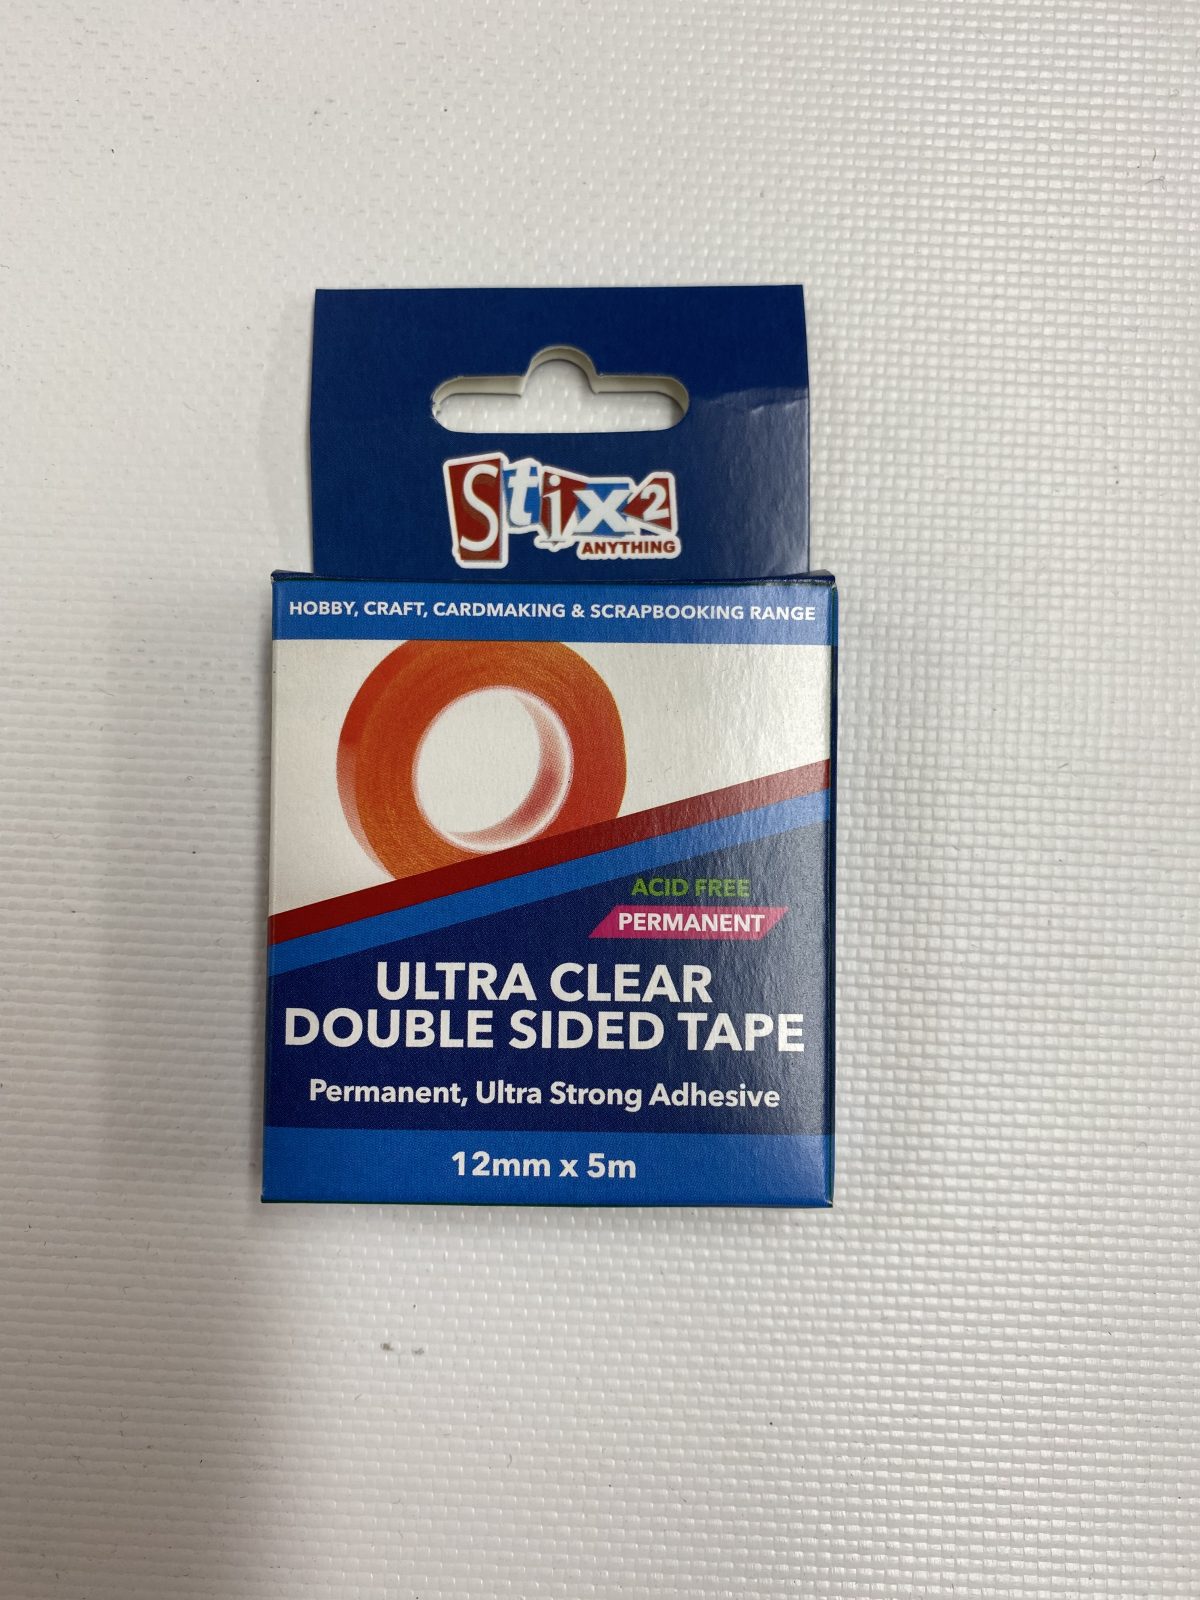 Stix2
ANYTHING
HOBBY, CRAFT, CARDMAKING & SCRAPBOOKING RANGE
ACID FREE
PERMANENT
ULTRA CLEAR
DOUBLE SIDED TAPE
Permanent, Ultra Strong Adhesive
12mm x 5m